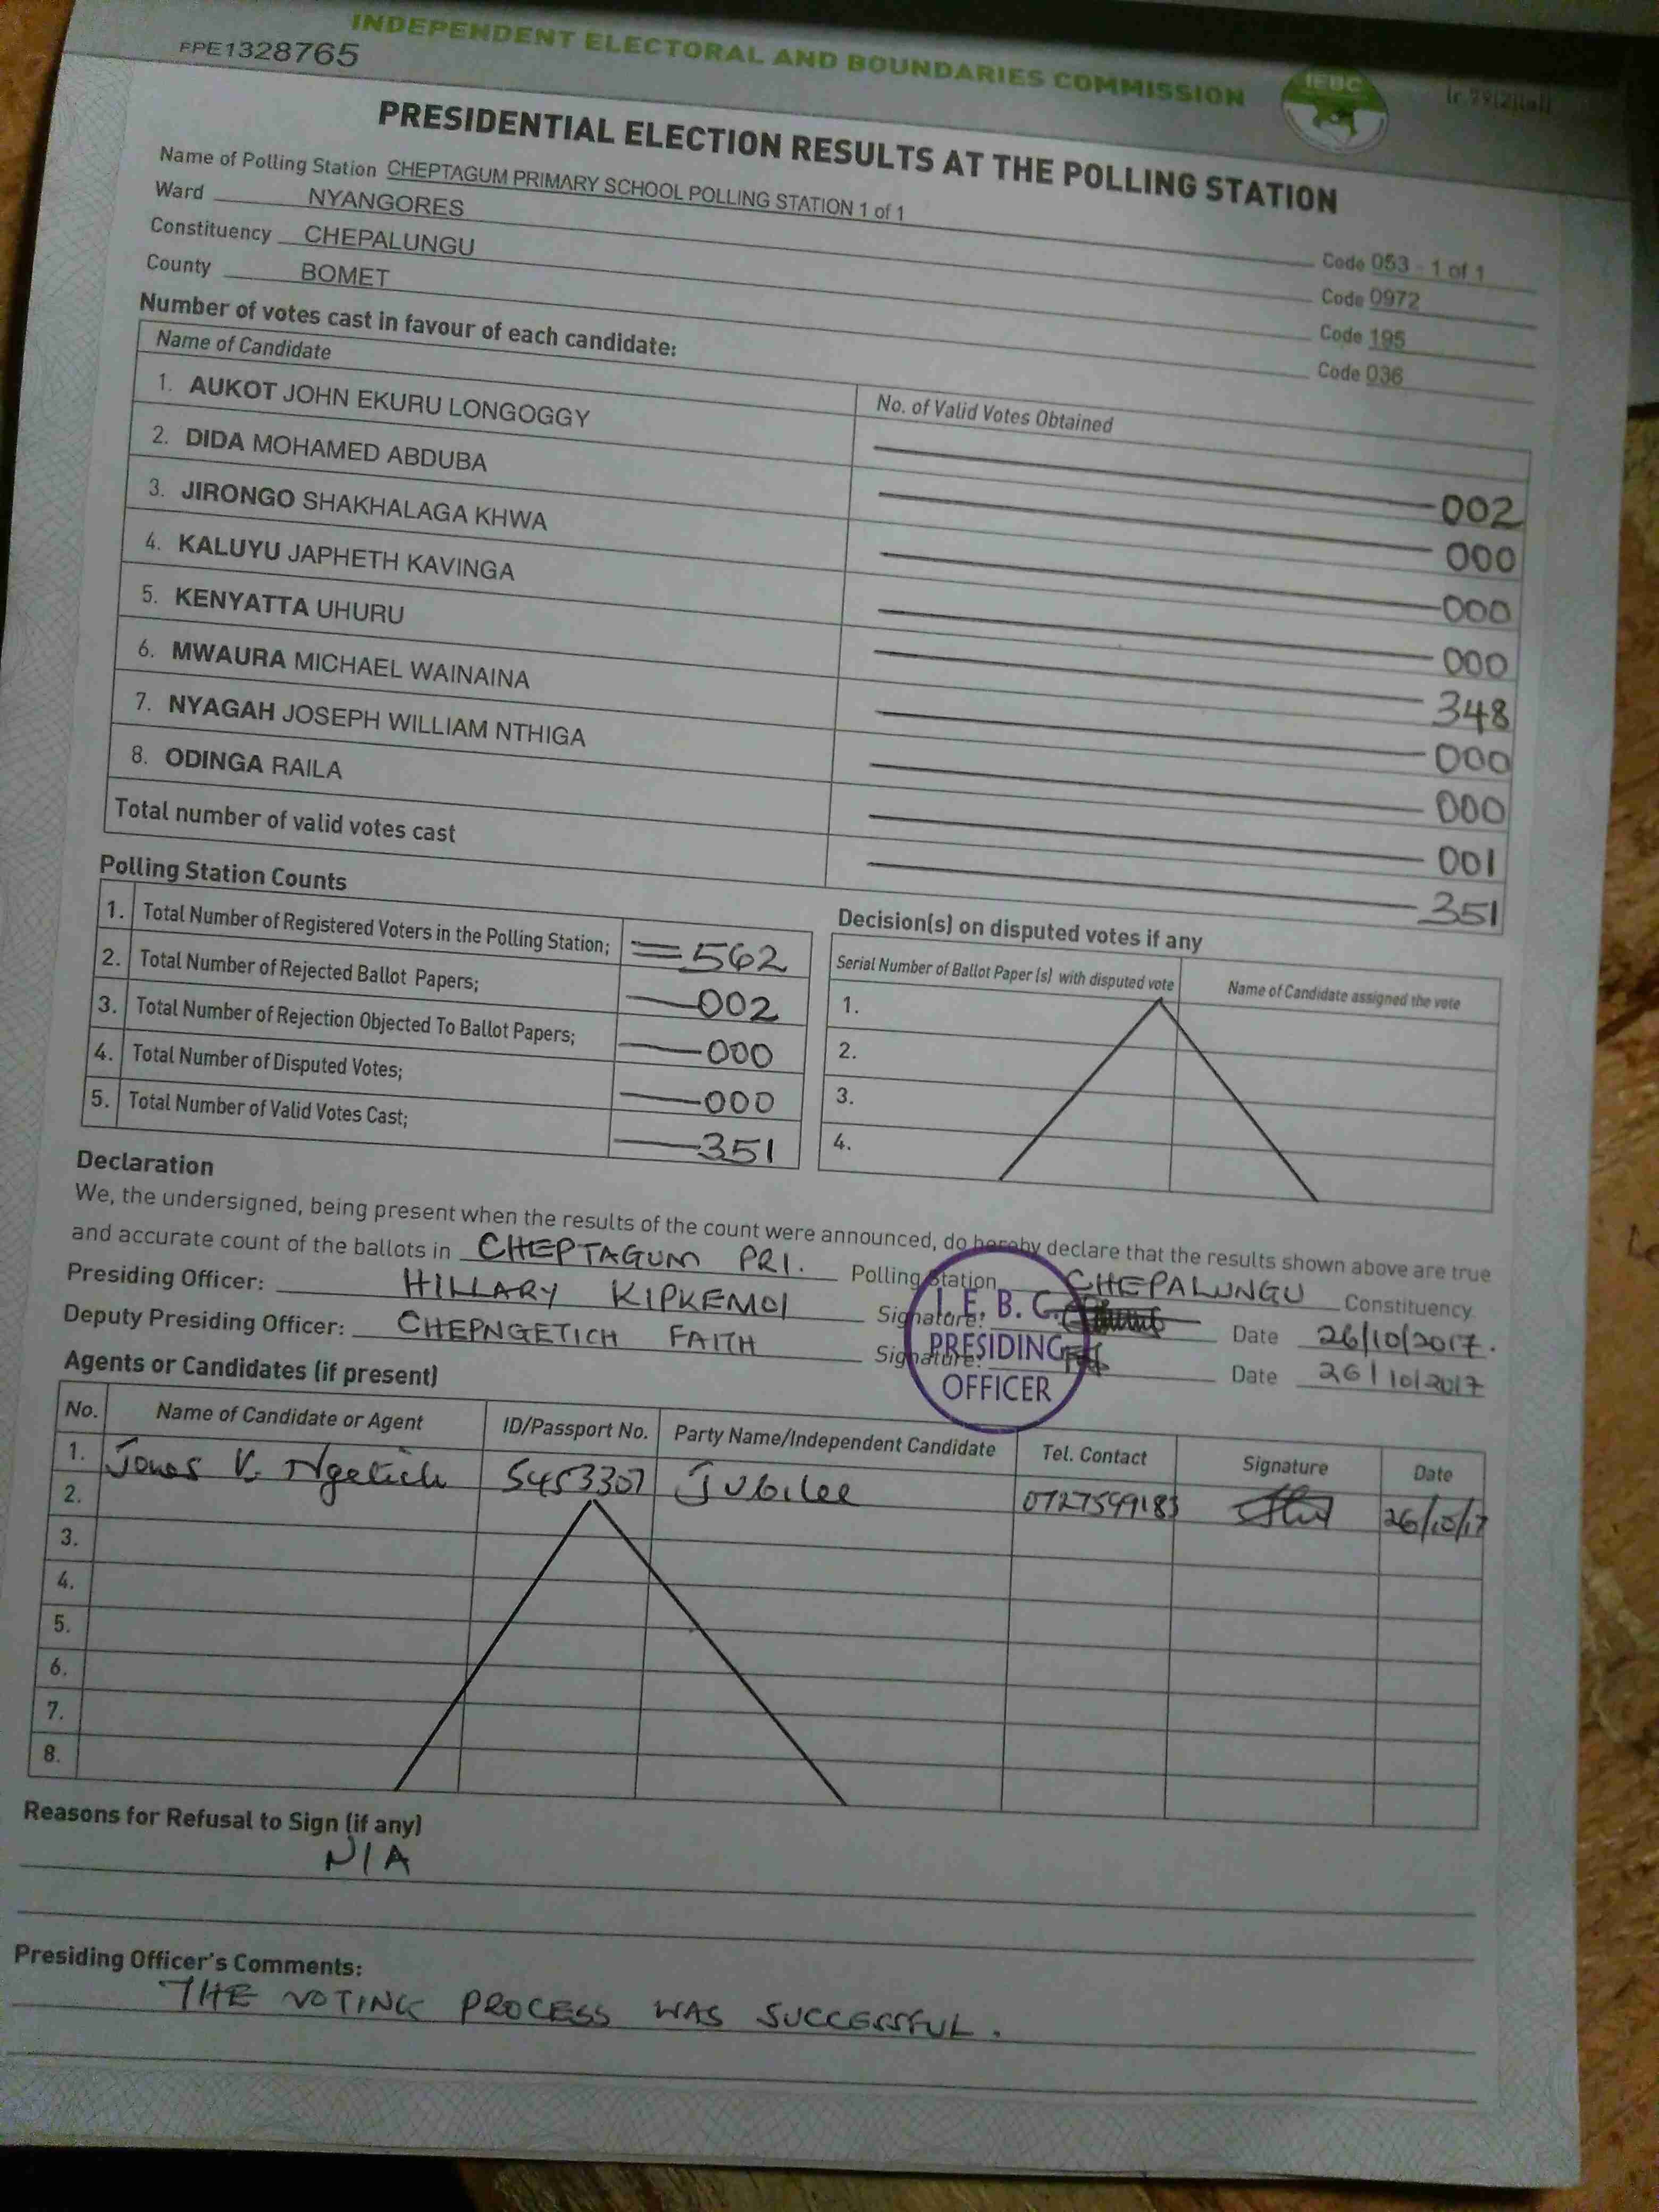 INDEPENDENT ELECTORAL AND BOUNDARIES COMMISSION
FPE1328765
IEBC
PRESIDENTIAL ELECTION RESULTS AT THE POLLING STATION
Name of Polling Station CHEPTAGUM PRIMARY SCHOOL POLLING STATION 1 of 1 Code 053 - 1 of 1
Ward NYANGORES Code 0972
Constituency CHEPALUNGU Code 195
County BOMET Code 036
Number of votes cast in favour of each candidate:
Name of Candidate No. of Valid Votes Obtained
1. AUKOT JOHN EKURU LONGOGGY 002
2. DIDA MOHAMED ABDUBA 000
3. JIRONGO SHAKHALAGA KHWA 000
4. KALUYU JAPHETH KAVINGA 000
5. KENYATTA UHURU 348
6. MWAURA MICHAEL WAINAINA 000
7. NYAGAH JOSEPH WILLIAM NTHIGA 000
8. ODINGA RAILA 001
Total number of valid votes cast 351
Polling Station Counts
1. Total Number of Registered Voters in the Polling Station; 562
2. Total Number of Rejected Ballot Papers; 002
3. Total Number of Rejection Objected To Ballot Papers; 000
4. Total Number of Disputed Votes; 000
5. Total Number of Valid Votes Cast; 351
Decision(s) on disputed votes if any
Serial Number of Ballot Paper (s) with disputed vote Name of Candidate assigned the vote
1.
2.
3.
4.
Declaration
We, the undersigned, being present when the results of the count were announced, do hereby declare that the results shown above are true
and accurate count of the ballots in CHEPTAGUM PRI. Polling Station CHEPALUNGU Constituency.
Presiding Officer: HILLARY KIPKEMOI Signature: Date 26/10/2017.
Deputy Presiding Officer: CHEPNGETICH FAITH Signature: Date 26/10/2017
I. E. B. C.
PRESIDING
OFFICER
Agents or Candidates (if present)
No. Name of Candidate or Agent ID/Passport No. Party Name/Independent Candidate Tel. Contact Signature Date
1. Jonas K. Ngetich 5453307 Jubilee 0727599183 26/10/17
2.
3.
4.
5.
6.
7.
8.
Reasons for Refusal to Sign (if any)
N/A
Presiding Officer's Comments:
THE VOTING PROCESS WAS SUCCESSFUL.